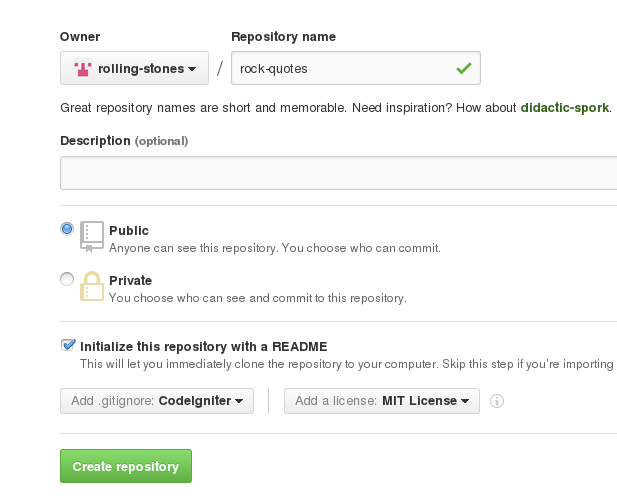 Owner Repository name
rolling-stones / rock-quotes
Great repository names are short and memorable. Need inspiration? How about didactic-spork.
Description (optional)
Public
Anyone can see this repository. You choose who can commit.
Private
You choose who can see and commit to this repository.
Initialize this repository with a README
This will let you immediately clone the repository to your computer. Skip this step if you're importing
Add .gitignore: CodeIgniter Add a license: MIT License
Create repository